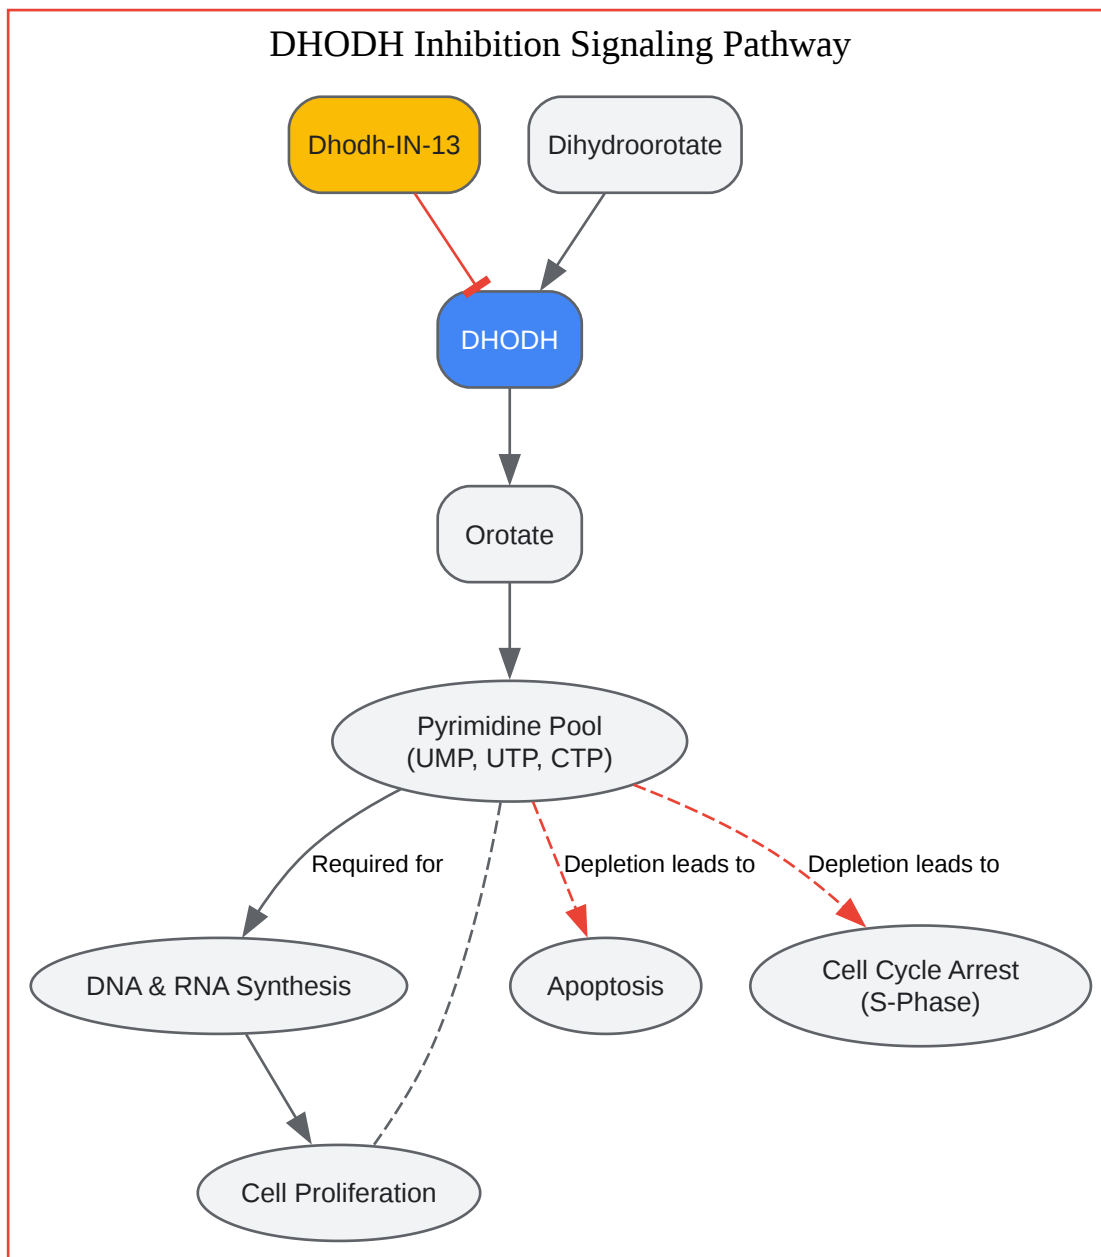 DHODH Inhibition Signaling Pathway
Dhodh-IN-13
Dihydroorotate
DHODH
Orotate
Pyrimidine Pool
(UMP, UTP, CTP)
Required for
Depletion leads to
Depletion leads to
DNA & RNA Synthesis
Apoptosis
Cell Cycle Arrest
(S-Phase)
Cell Proliferation